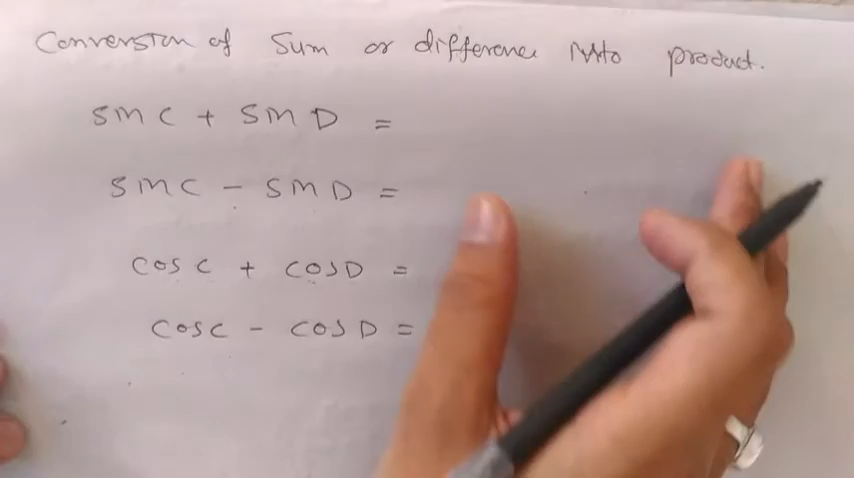 Conversion of Sum or difference into product.
sin C + sin D =
sin C - sin D =
cos C + cos D =
cos C - cos D =